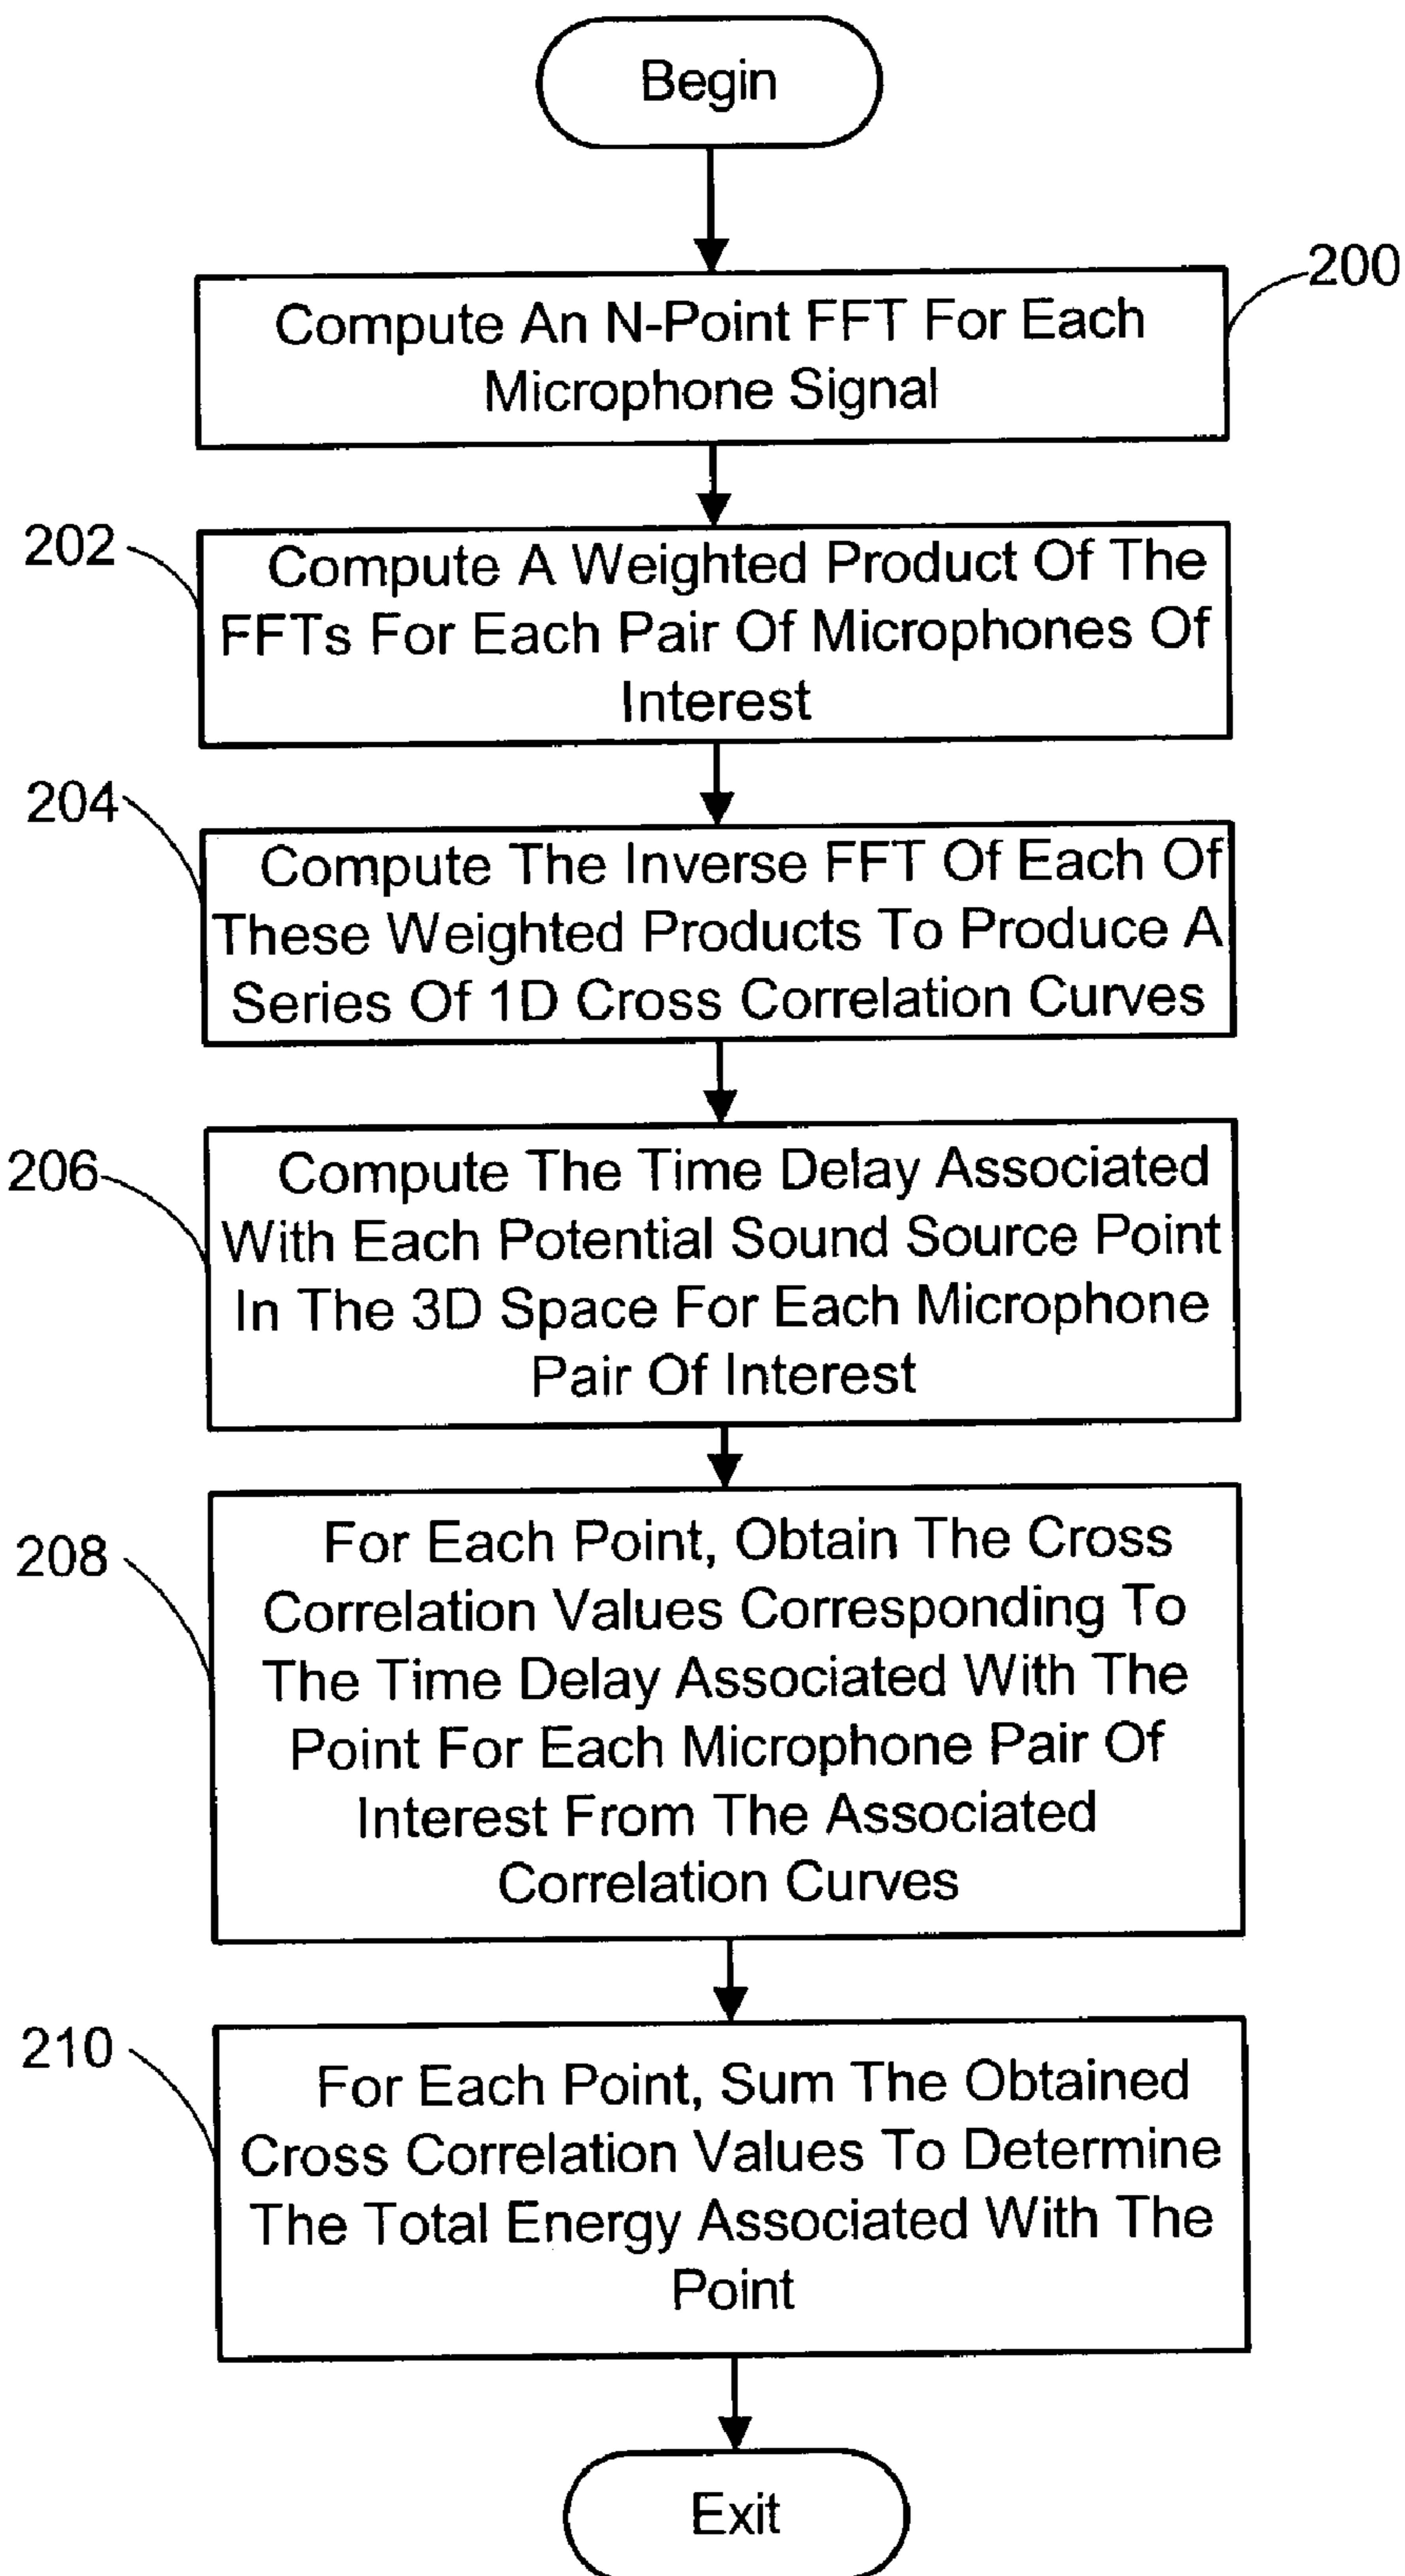 Begin
200
Compute An N-Point FFT For Each
Microphone Signal
202
Compute A Weighted Product Of The
FFTs For Each Pair Of Microphones Of
Interest
204
Compute The Inverse FFT Of Each Of
These Weighted Products To Produce A
Series Of 1D Cross Correlation Curves
206
Compute The Time Delay Associated
With Each Potential Sound Source Point
In The 3D Space For Each Microphone
Pair Of Interest
208
For Each Point, Obtain The Cross
Correlation Values Corresponding To
The Time Delay Associated With The
Point For Each Microphone Pair Of
Interest From The Associated
Correlation Curves
210
For Each Point, Sum The Obtained
Cross Correlation Values To Determine
The Total Energy Associated With The
Point
Exit